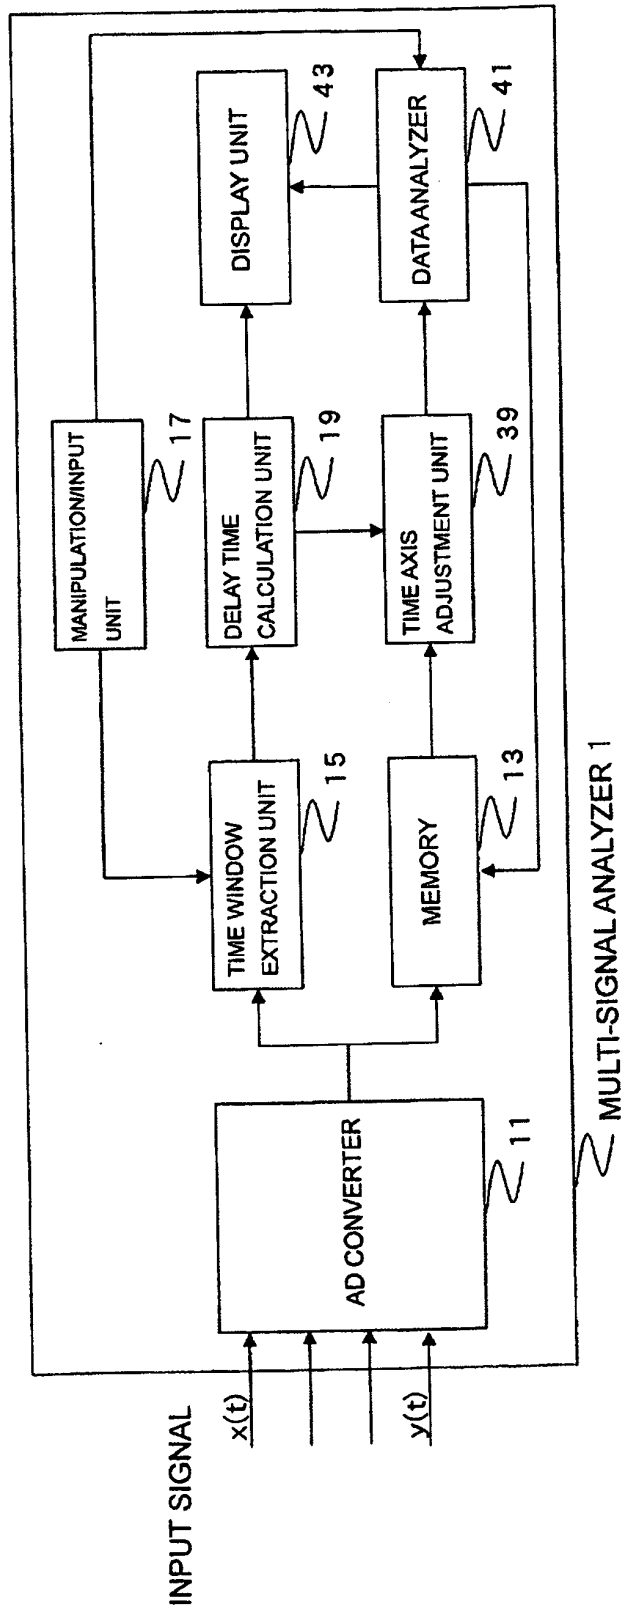 INPUT SIGNAL
x(t)
y(t)
AD CONVERTER
11
TIME WINDOW
EXTRACTION UNIT
15
MEMORY
13
MANIPULATION/INPUT
UNIT
17
DELAY TIME
CALCULATION UNIT
19
TIME AXIS
ADJUSTMENT UNIT
39
DISPLAY UNIT
43
DATA ANALYZER
41
MULTI-SIGNAL ANALYZER 1